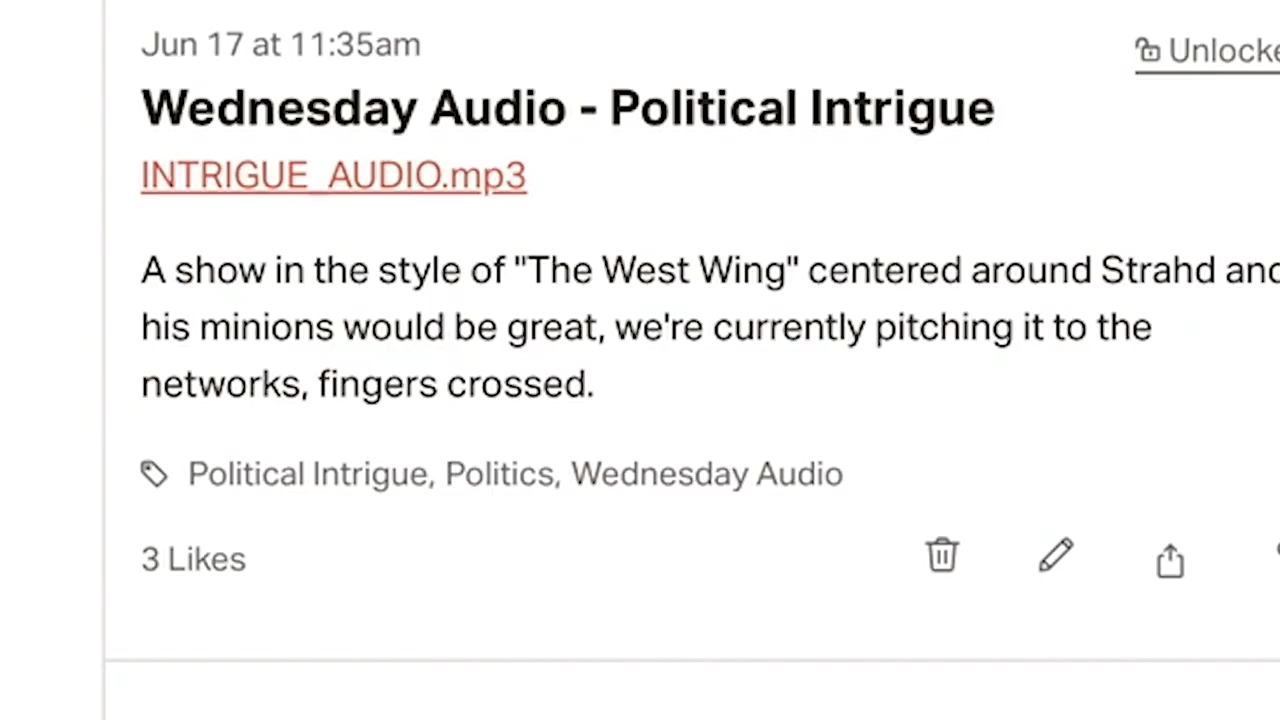 Jun 17 at 11:35am
Wednesday Audio - Political Intrigue
INTRIGUE_AUDIO.mp3
A show in the style of "The West Wing" centered around Strahd and
his minions would be great, we're currently pitching it to the
networks, fingers crossed.
Political Intrigue, Politics, Wednesday Audio
3 Likes